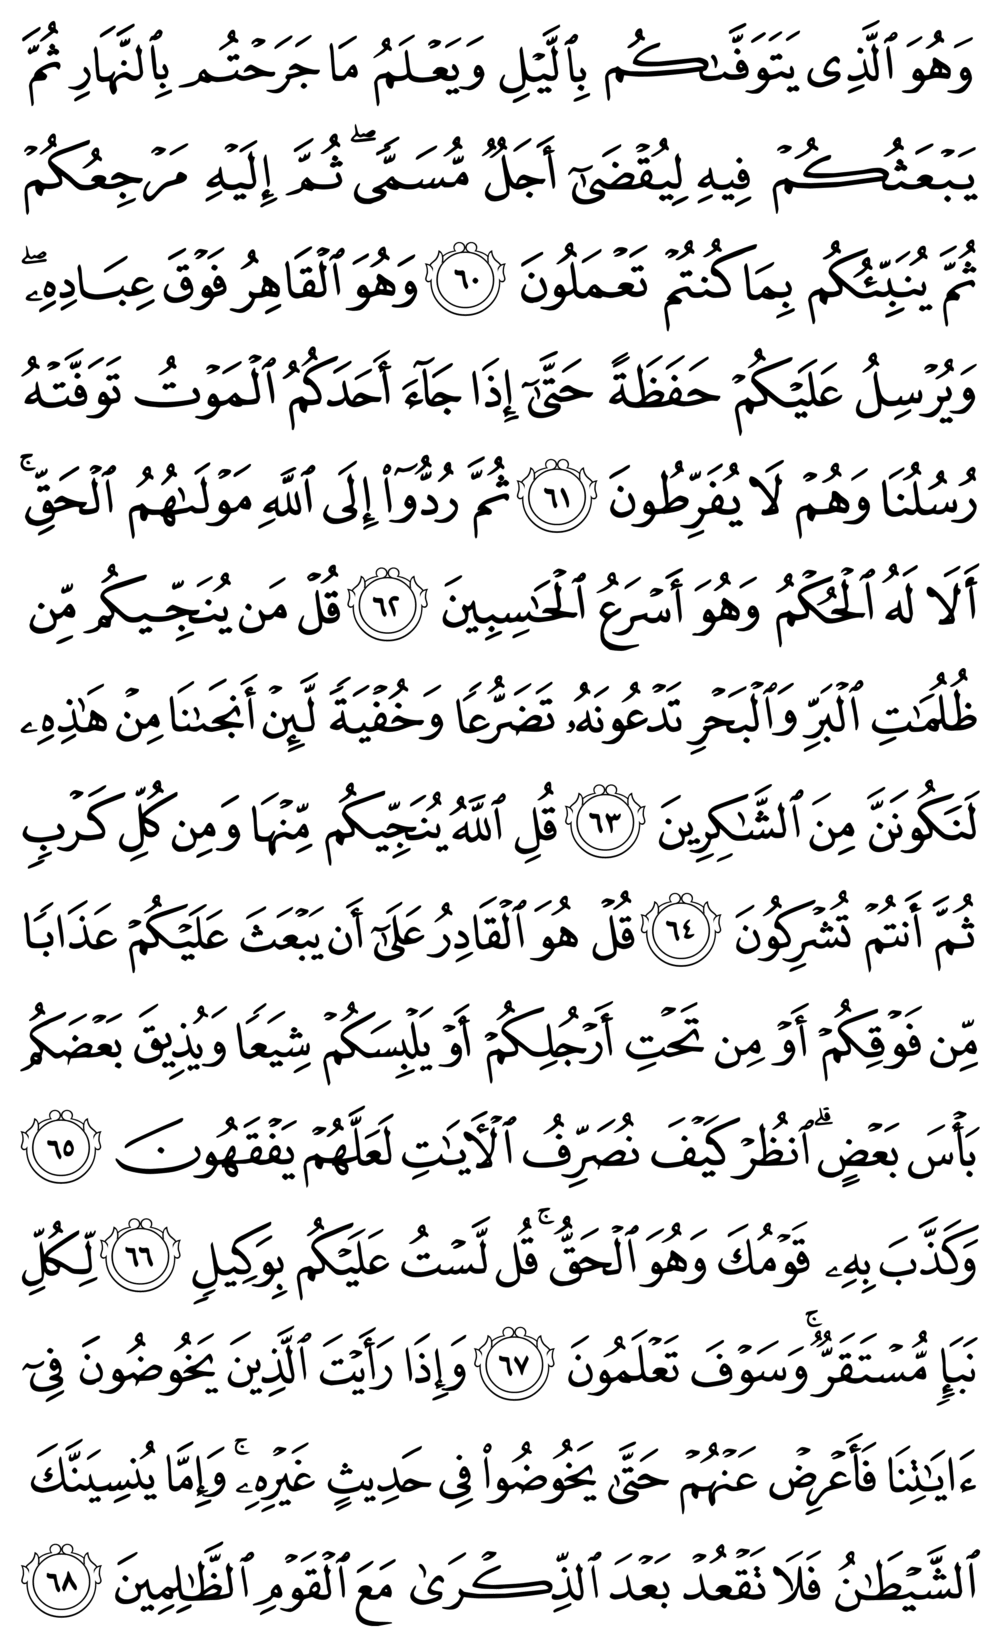 وَهُوَ ٱلَّذِى يَتَوَفَّىٰكُم بِٱلَّيۡلِ وَيَعۡلَمُ مَا جَرَحۡتُم بِٱلنَّهَارِ ثُمَّ
يَبۡعَثُكُمۡ فِيهِ لِيُقۡضَىٰٓ أَجَلٌ مُّسَمًّىۖ ثُمَّ إِلَيۡهِ مَرۡجِعُكُمۡ
ثُمَّ يُنَبِّئُكُم بِمَا كُنتُمۡ تَعۡمَلُونَ ٦٠ وَهُوَ ٱلۡقَاهِرُ فَوۡقَ عِبَادِهِۦۖ
وَيُرۡسِلُ عَلَيۡكُمۡ حَفَظَةً حَتَّىٰٓ إِذَا جَآءَ أَحَدَكُمُ ٱلۡمَوۡتُ تَوَفَّتۡهُ
رُسُلُنَا وَهُمۡ لَا يُفَرِّطُونَ ٦١ ثُمَّ رُدُّوٓاْ إِلَى ٱللَّهِ مَوۡلَىٰهُمُ ٱلۡحَقِّۚ
أَلَا لَهُ ٱلۡحُكۡمُ وَهُوَ أَسۡرَعُ ٱلۡحَٰسِبِينَ ٦٢ قُلۡ مَن يُنَجِّيكُم مِّن
ظُلُمَٰتِ ٱلۡبَرِّ وَٱلۡبَحۡرِ تَدۡعُونَهُۥ تَضَرُّعًا وَخُفۡيَةً لَّئِنۡ أَنجَىٰنَا مِنۡ هَٰذِهِۦ
لَنَكُونَنَّ مِنَ ٱلشَّٰكِرِينَ ٦٣ قُلِ ٱللَّهُ يُنَجِّيكُم مِّنۡهَا وَمِن كُلِّ كَرۡبٍ
ثُمَّ أَنتُمۡ تُشۡرِكُونَ ٦٤ قُلۡ هُوَ ٱلۡقَادِرُ عَلَىٰٓ أَن يَبۡعَثَ عَلَيۡكُمۡ عَذَابًا
مِّن فَوۡقِكُمۡ أَوۡ مِن تَحۡتِ أَرۡجُلِكُمۡ أَوۡ يَلۡبِسَكُمۡ شِيَعًا وَيُذِيقَ بَعۡضَكُم
بَأۡسَ بَعۡضٍۗ ٱنظُرۡ كَيۡفَ نُصَرِّفُ ٱلۡأٓيَٰتِ لَعَلَّهُمۡ يَفۡقَهُونَ ٦٥
وَكَذَّبَ بِهِۦ قَوۡمُكَ وَهُوَ ٱلۡحَقُّۚ قُل لَّسۡتُ عَلَيۡكُم بِوَكِيلٍ ٦٦ لِّكُلِّ
نَبَإٍ مُّسۡتَقَرٌّۚ وَسَوۡفَ تَعۡلَمُونَ ٦٧ وَإِذَا رَأَيۡتَ ٱلَّذِينَ يَخُوضُونَ فِىٓ
ءَايَٰتِنَا فَأَعۡرِضۡ عَنۡهُمۡ حَتَّىٰ يَخُوضُواْ فِى حَدِيثٍ غَيۡرِهِۦۚ وَإِمَّا يُنسِيَنَّكَ
ٱلشَّيۡطَٰنُ فَلَا تَقۡعُدۡ بَعۡدَ ٱلذِّكۡرَىٰ مَعَ ٱلۡقَوۡمِ ٱلظَّٰلِمِينَ ٦٨